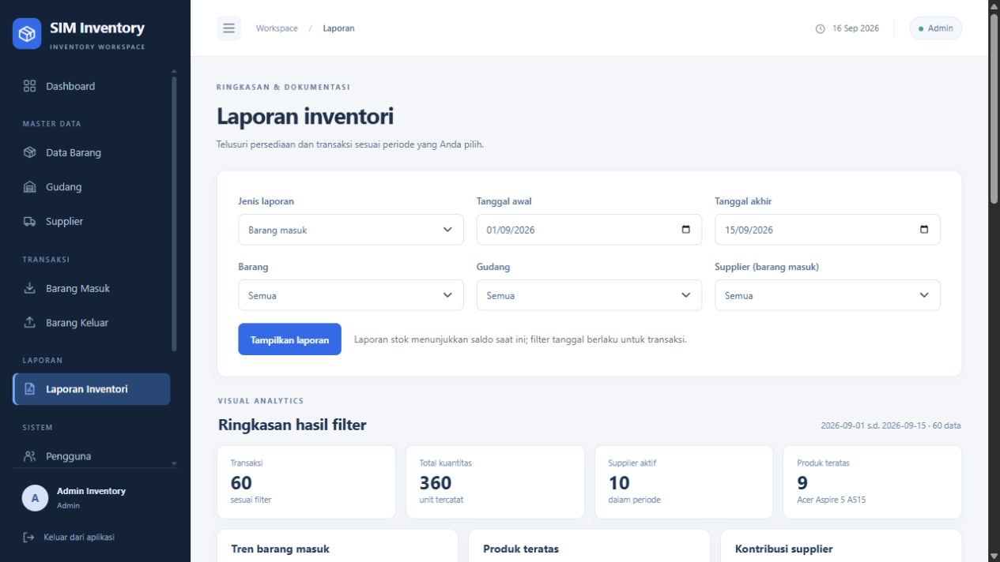 SIM Inventory
INVENTORY WORKSPACE
Dashboard
MASTER DATA
Data Barang
Gudang
Supplier
TRANSAKSI
Barang Masuk
Barang Keluar
LAPORAN
Laporan Inventori
SISTEM
Pengguna
A
Admin Inventory
Admin
Keluar dari aplikasi
Workspace / Laporan
16 Sep 2026
Admin
RINGKASAN & DOKUMENTASI
Laporan inventori
Telusuri persediaan dan transaksi sesuai periode yang Anda pilih.
Jenis laporan
Barang masuk
Tanggal awal
01/09/2026
Tanggal akhir
15/09/2026
Barang
Semua
Gudang
Semua
Supplier (barang masuk)
Semua
Tampilkan laporan
Laporan stok menunjukkan saldo saat ini; filter tanggal berlaku untuk transaksi.
VISUAL ANALYTICS
Ringkasan hasil filter
2026-09-01 s.d. 2026-09-15 · 60 data
Transaksi
60
sesuai filter
Total kuantitas
360
unit tercatat
Supplier aktif
10
dalam periode
Produk teratas
9
Acer Aspire 5 A515
Tren barang masuk
Produk teratas
Kontribusi supplier